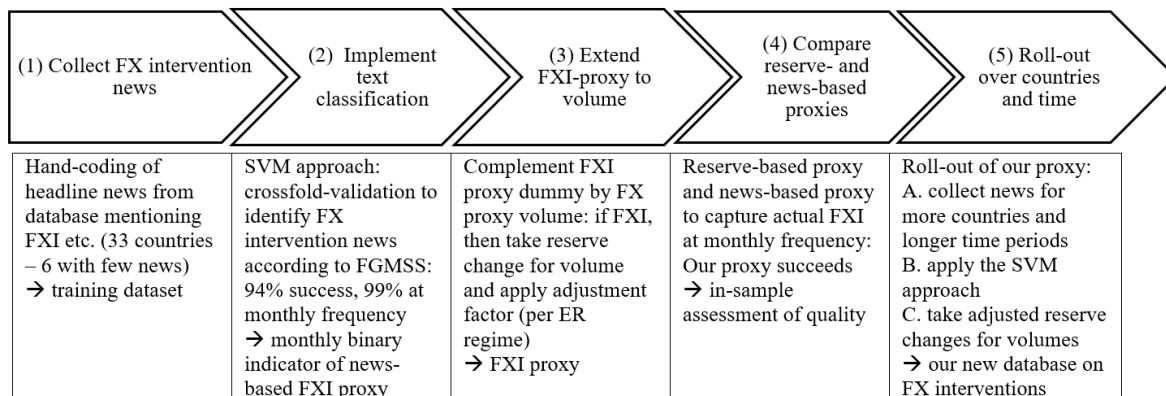 (1) Collect FX intervention
news
(2) Implement
text
classification
(3) Extend
FXI-proxy to
volume
(4) Compare
reserve- and
news-based
proxies
(5) Roll-out
over countries
and time
Hand-coding of
headline news from
database mentioning
FXI etc. (33 countries
– 6 with few news)
→ training dataset
SVM approach:
crossfold-validation to
identify FX
intervention news
according to FGMSS:
94% success, 99% at
monthly frequency
→ monthly binary
indicator of news-
based FXI proxy
Complement FXI
proxy dummy by FX
proxy volume: if FXI,
then take reserve
change for volume
and apply adjustment
factor (per ER
regime)
→ FXI proxy
Reserve-based proxy
and news-based proxy
to capture actual FXI
at monthly frequency:
Our proxy succeeds
→ in-sample
assessment of quality
Roll-out of our proxy:
A. collect news for
more countries and
longer time periods
B. apply the SVM
approach
C. take adjusted reserve
changes for volumes
→ our new database on
FX interventions